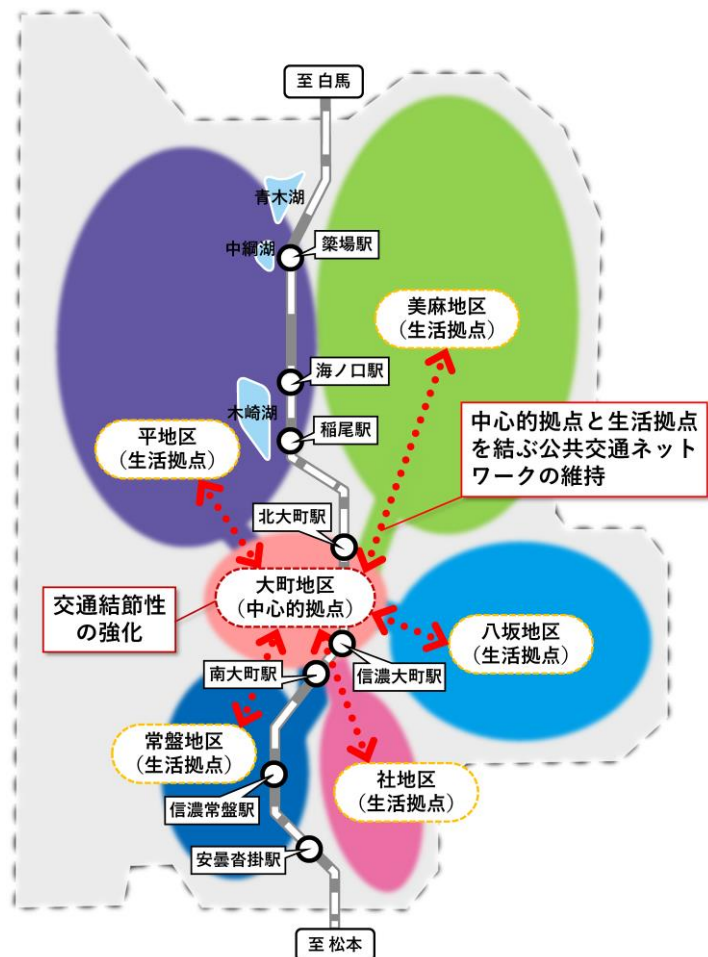 至 白馬
青木湖
中綱湖
簗場駅
美麻地区
（生活拠点）
海ノ口駅
木崎湖
稲尾駅
平地区
（生活拠点）
中心的拠点と生活拠点
を結ぶ公共交通ネット
ワークの維持
北大町駅
大町地区
（中心的拠点）
交通結節性
の強化
八坂地区
（生活拠点）
信濃大町駅
南大町駅
常盤地区
（生活拠点）
社地区
（生活拠点）
信濃常盤駅
安曇沓掛駅
至 松本